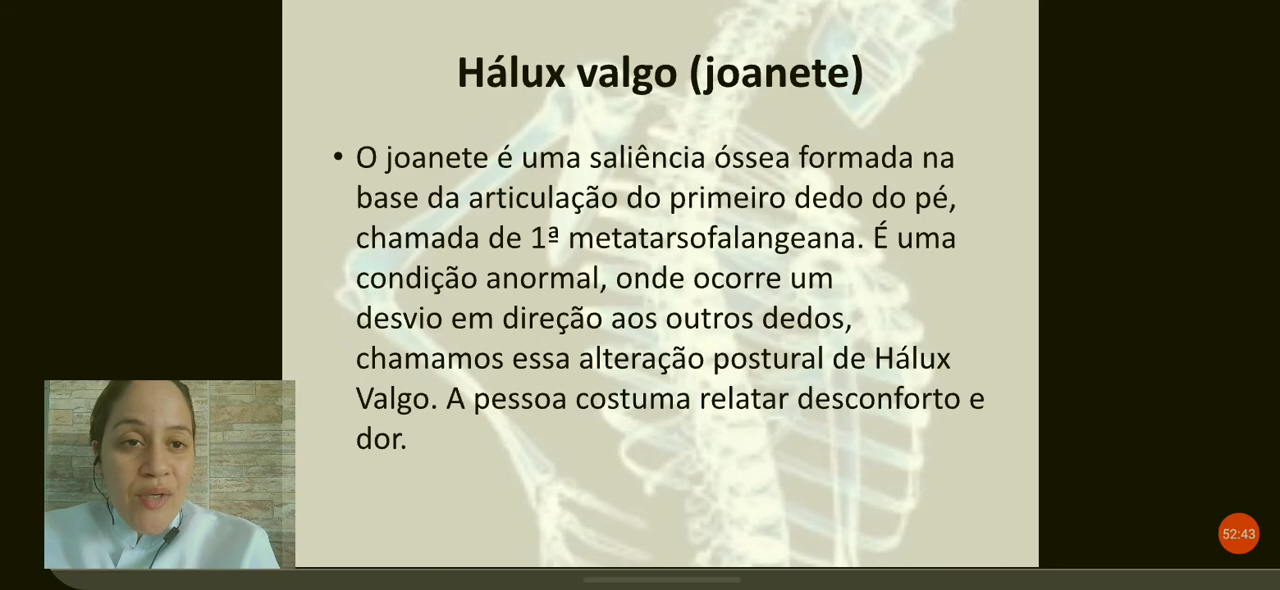 Hálux valgo (joanete)
• O joanete é uma saliência óssea formada na
base da articulação do primeiro dedo do pé,
chamada de 1ª metatarsofalangeana. É uma
condição anormal, onde ocorre um
desvio em direção aos outros dedos,
chamamos essa alteração postural de Hálux
Valgo. A pessoa costuma relatar desconforto e
dor.
52:43